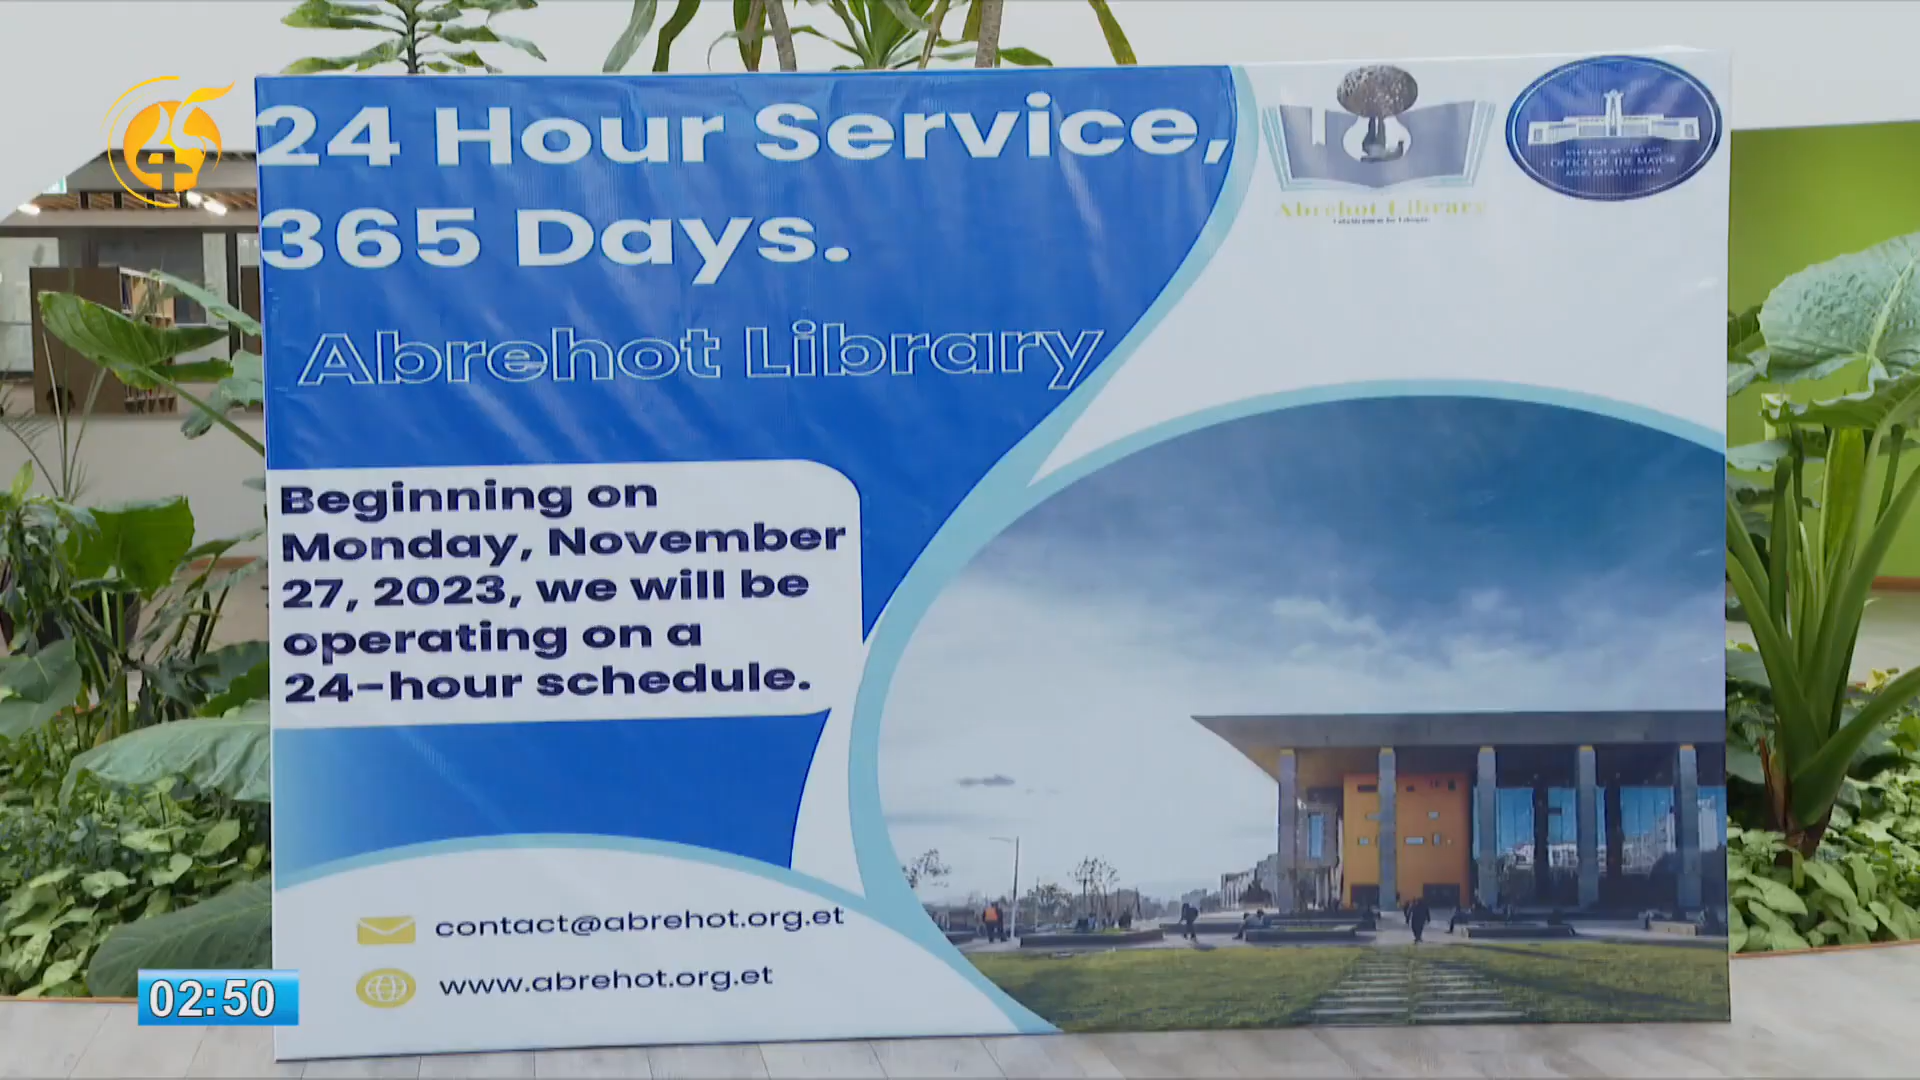 24 Hour Service,
365 Days.
Abrehot Library
Abrehot Library
OFFICE OF THE MAYOR
Beginning on
Monday, November
27, 2023, we will be
operating on a
24-hour schedule.
contact@abrehot.org.et
www.abrehot.org.et
02:50